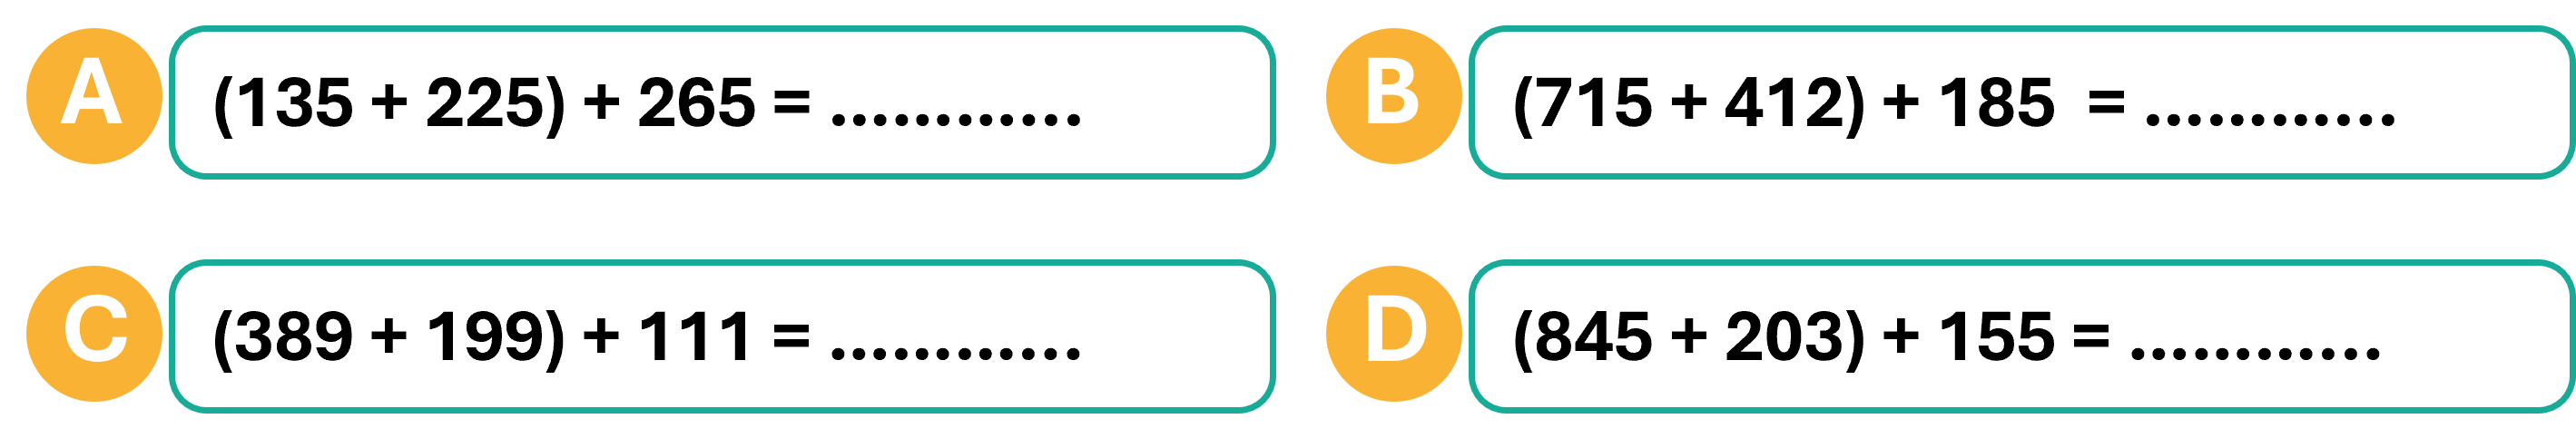 A (135 + 225) + 265 = ............
B (715 + 412) + 185 = ............
C (389 + 199) + 111 = ............
D (845 + 203) + 155 = ............